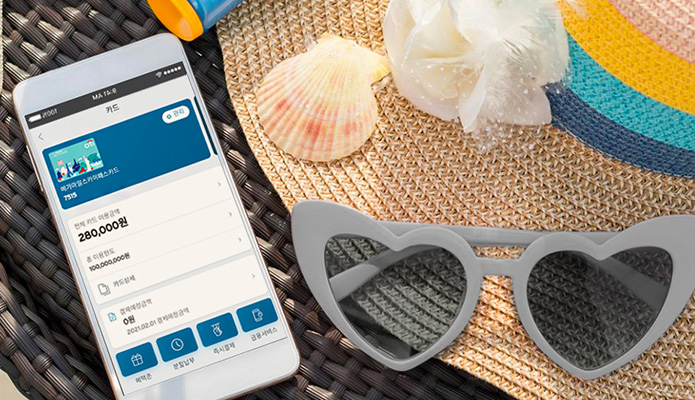 카드
관리
메가마일스카이패스카드
7515
전체 카드 이용금액
280,000원
총 이용한도
100,000,000원
카드상세
결제예정금액
0원
2021.02.01 결제예정금액
혜택존 분할납부 즉시결제 금융서비스